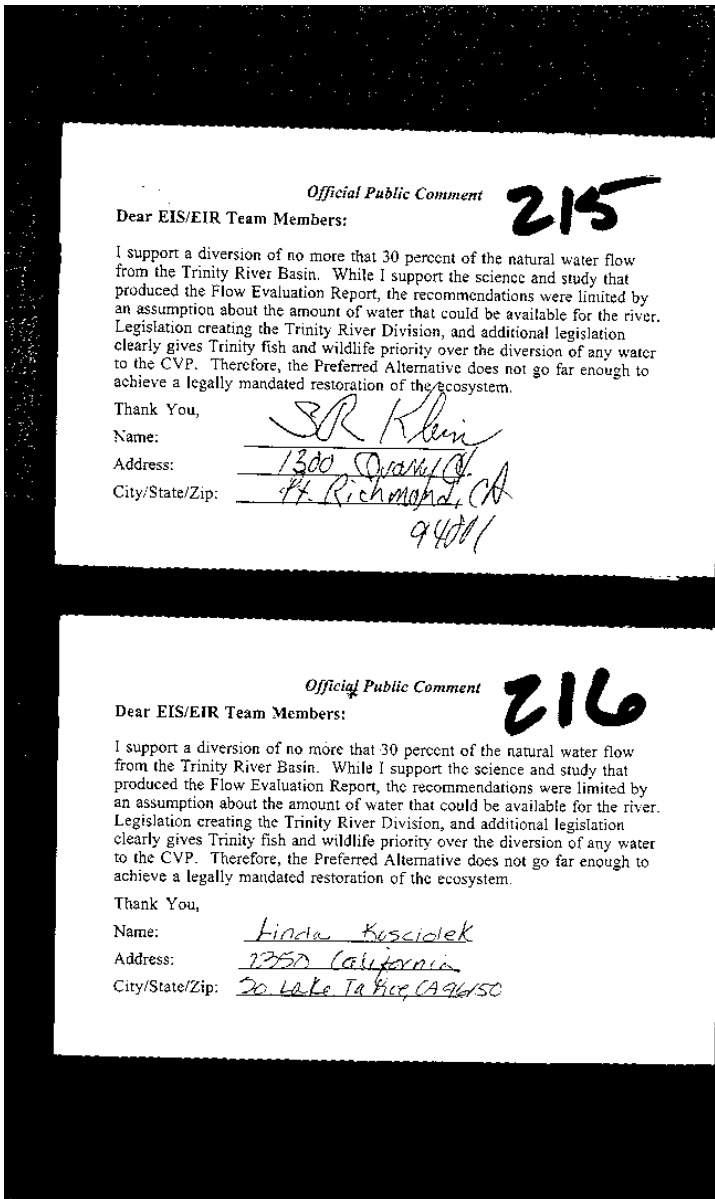 Official Public Comment
215
Dear EIS/EIR Team Members:
I support a diversion of no more that 30 percent of the natural water flow
from the Trinity River Basin. While I support the science and study that
produced the Flow Evaluation Report, the recommendations were limited by
an assumption about the amount of water that could be available for the river.
Legislation creating the Trinity River Division, and additional legislation
clearly gives Trinity fish and wildlife priority over the diversion of any water
to the CVP. Therefore, the Preferred Alternative does not go far enough to
achieve a legally mandated restoration of the ecosystem.
Thank You,
Name: Klein
Address: 1300
City/State/Zip: Pt. Richmond, CA
Official Public Comment
216
Dear EIS/EIR Team Members:
I support a diversion of no more that 30 percent of the natural water flow
from the Trinity River Basin. While I support the science and study that
produced the Flow Evaluation Report, the recommendations were limited by
an assumption about the amount of water that could be available for the river.
Legislation creating the Trinity River Division, and additional legislation
clearly gives Trinity fish and wildlife priority over the diversion of any water
to the CVP. Therefore, the Preferred Alternative does not go far enough to
achieve a legally mandated restoration of the ecosystem.
Thank You,
Name: Linda Kosciolek
Address: 2350 California
City/State/Zip: So. Lake Tahoe, CA 96150